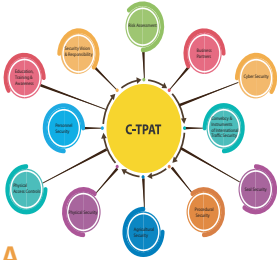 Risk Assessment
Security Vision
& Responsibility
Business
Partners
Education,
Training &
Awareness
Cyber Security
Personnel
Security
C-TPAT
Conveyance &
Instruments
of International
Traffic Security
Physical
Access Controls
Seal Security
Physical Security
Procedural
Security
Agricultural
Security
A